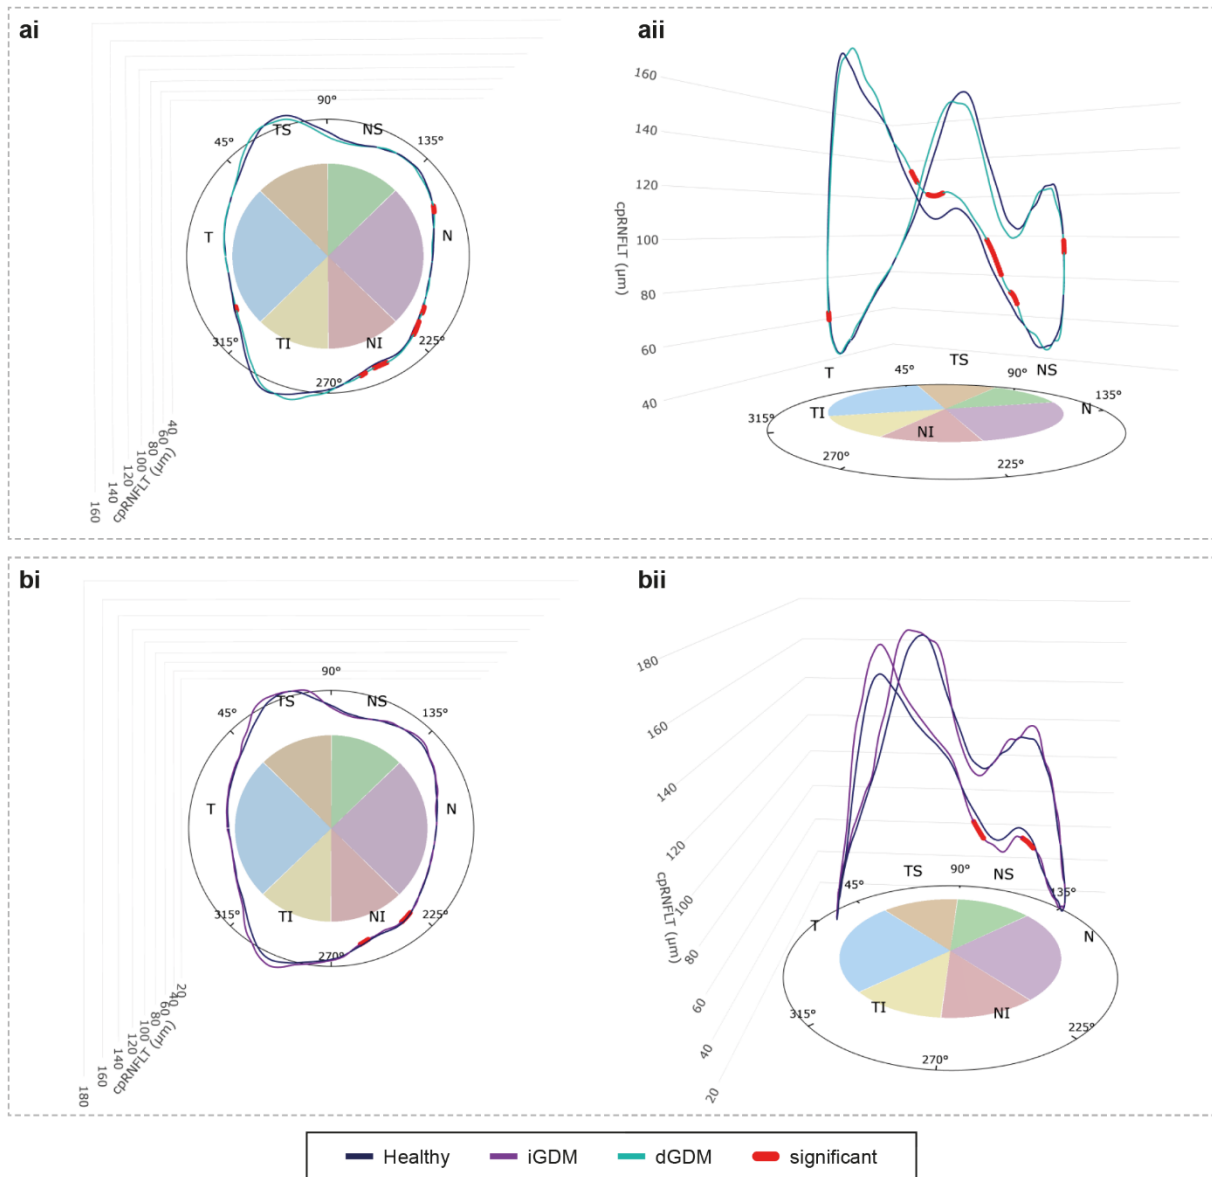 ai
90°
TS
NS
45°
135°
T
N
315°
TI
NI
225°
270°
40
60
80
100
120
140
160
cpRNFLT (µm)
aii
160
140
120
100
80
60
40
cpRNFLT (µm)
T
45°
TS
90°
NS
135°
N
TI
315°
NI
270°
225°
bi
90°
TS
NS
45°
135°
T
N
315°
TI
NI
225°
270°
20
40
60
80
100
120
140
160
180
cpRNFLT (µm)
bii
180
160
140
120
100
80
60
40
20
cpRNFLT (µm)
TS
90°
NS
45°
135°
T
N
TI
NI
315°
225°
270°
Healthy iGDM dGDM significant